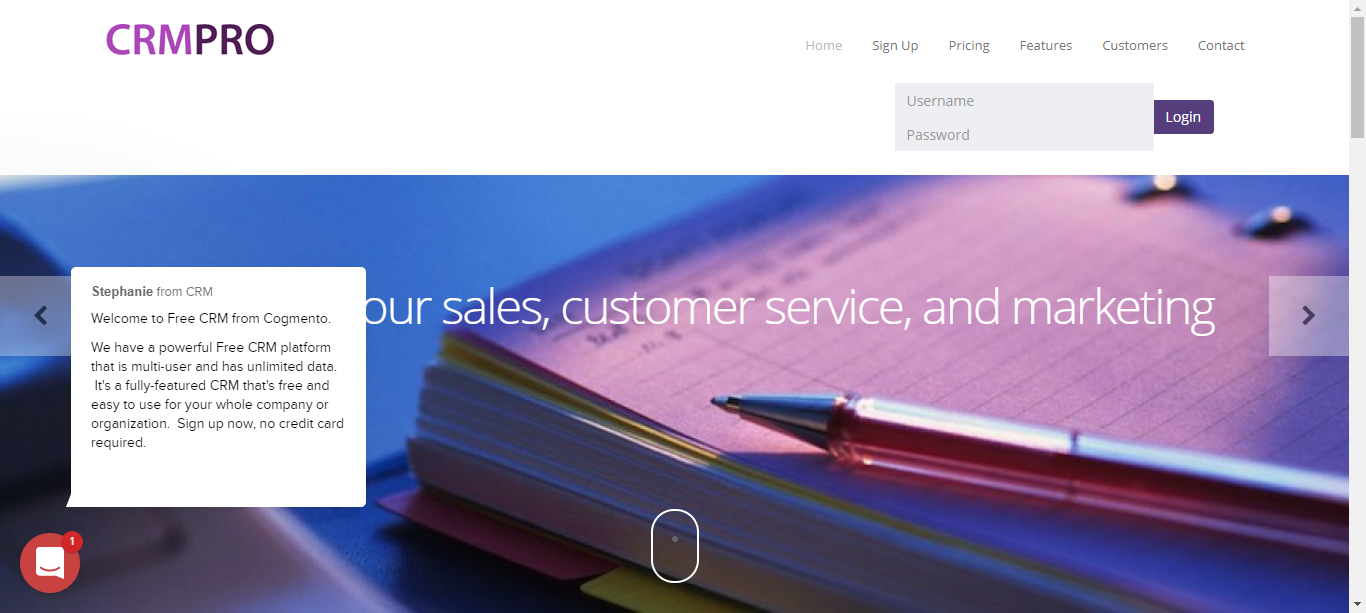 CRMPRO
Home Sign Up Pricing Features Customers Contact
Username
Password
Login
our sales, customer service, and marketing
Stephanie from CRM
Welcome to Free CRM from Cogmento.
We have a powerful Free CRM platform
that is multi-user and has unlimited data.
It's a fully-featured CRM that's free and
easy to use for your whole company or
organization. Sign up now, no credit card
required.
1